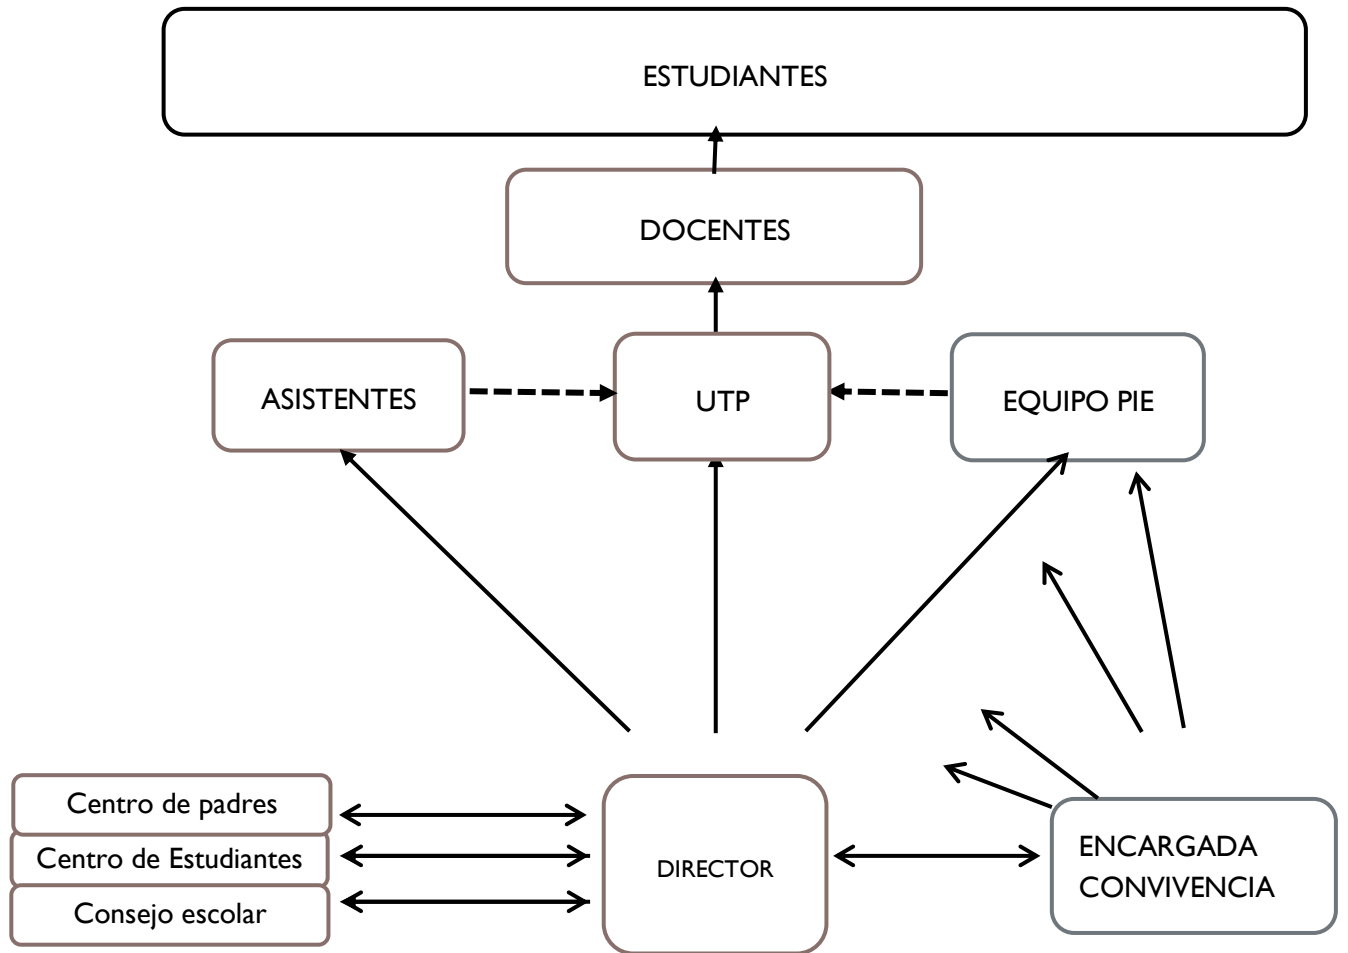 ESTUDIANTES
DOCENTES
ASISTENTES
UTP
EQUIPO PIE
Centro de padres
Centro de Estudiantes
Consejo escolar
DIRECTOR
ENCARGADA
CONVIVENCIA